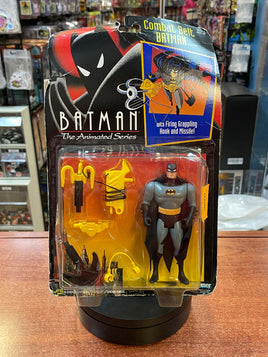 Combat Belt
BATMAN
with Firing Grappling
Hook and Missile!
BATMAN
The Animated Series